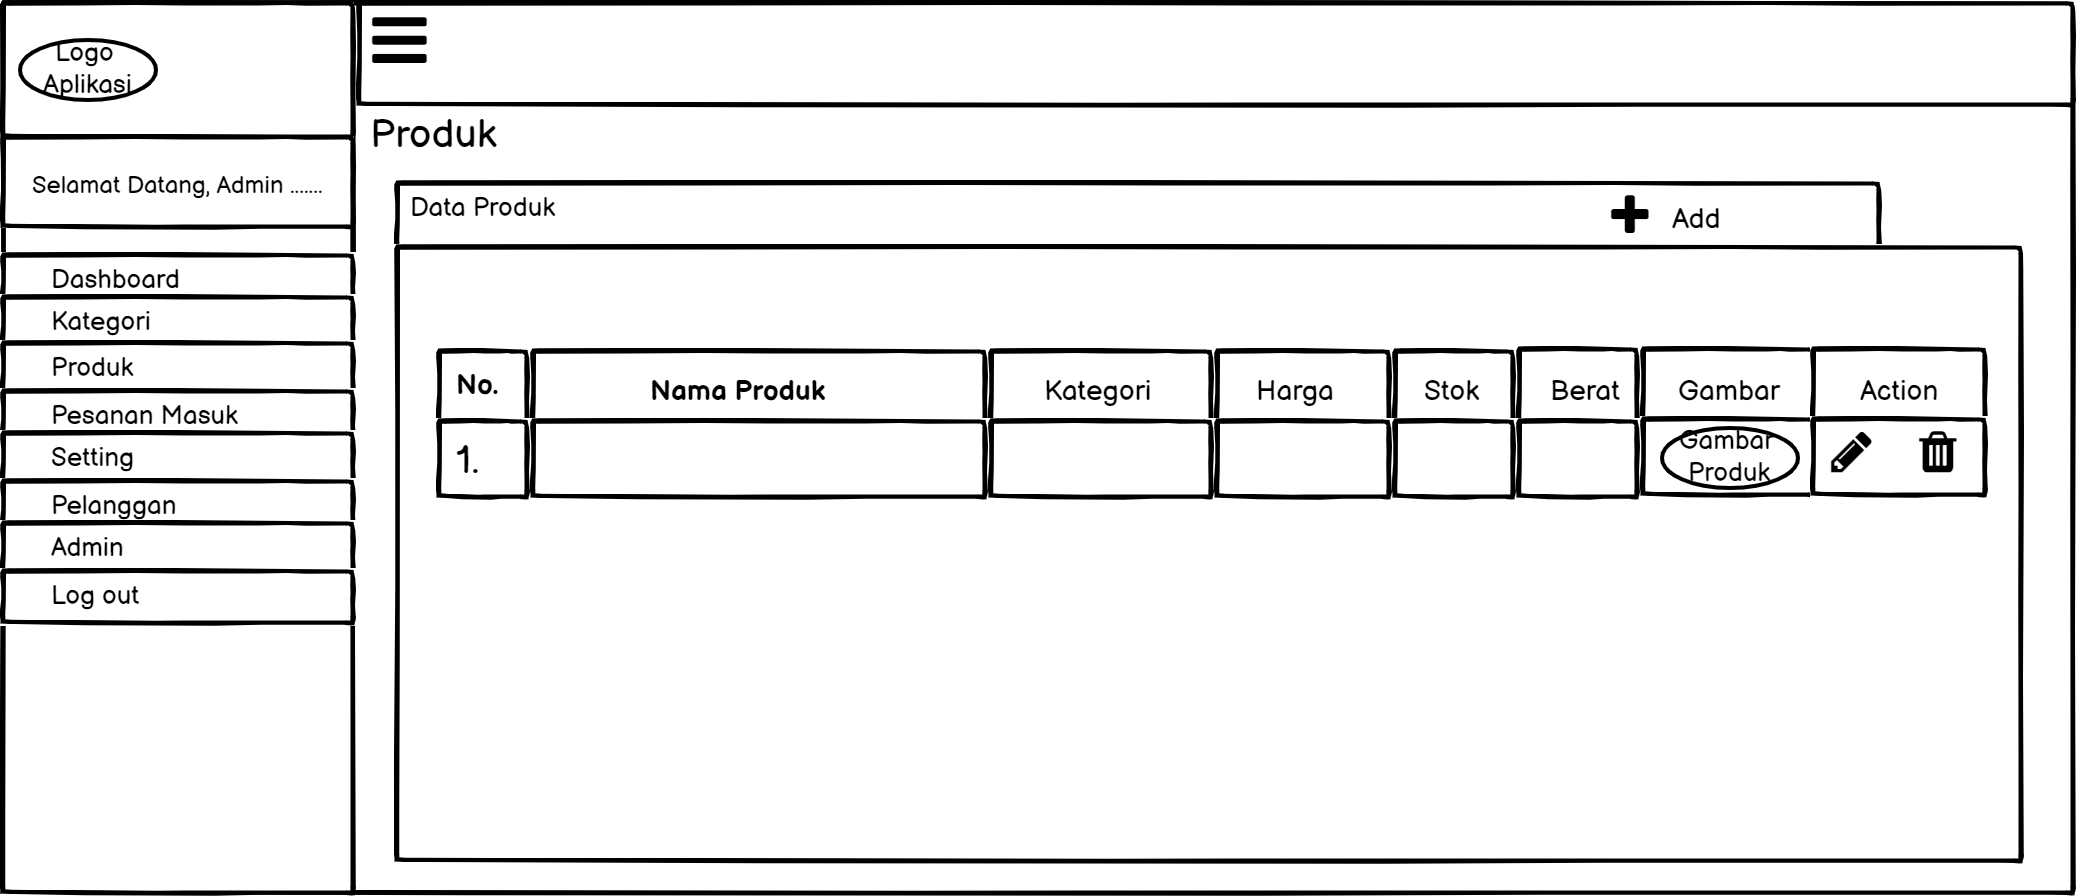 Logo
Aplikasi
Selamat Datang, Admin .......
Dashboard
Kategori
Produk
Pesanan Masuk
Setting
Pelanggan
Admin
Log out
Produk
Data Produk
Add
No.
Nama Produk
Kategori
Harga
Stok
Berat
Gambar
Action
1.
Gambar
Produk